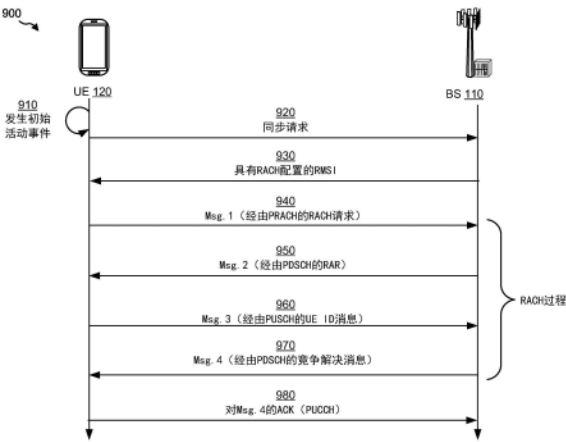 900
UE 120
BS 110
910
发生初始
活动事件
920
同步请求
930
具有RACH配置的RMSI
940
Msg.1（经由PRACH的RACH请求）
950
Msg.2（经由PDSCH的RAR）
RACH过程
960
Msg.3（经由PUSCH的UE ID消息）
970
Msg.4（经由PDSCH的竞争解决消息）
980
对Msg.4的ACK（PUCCH）